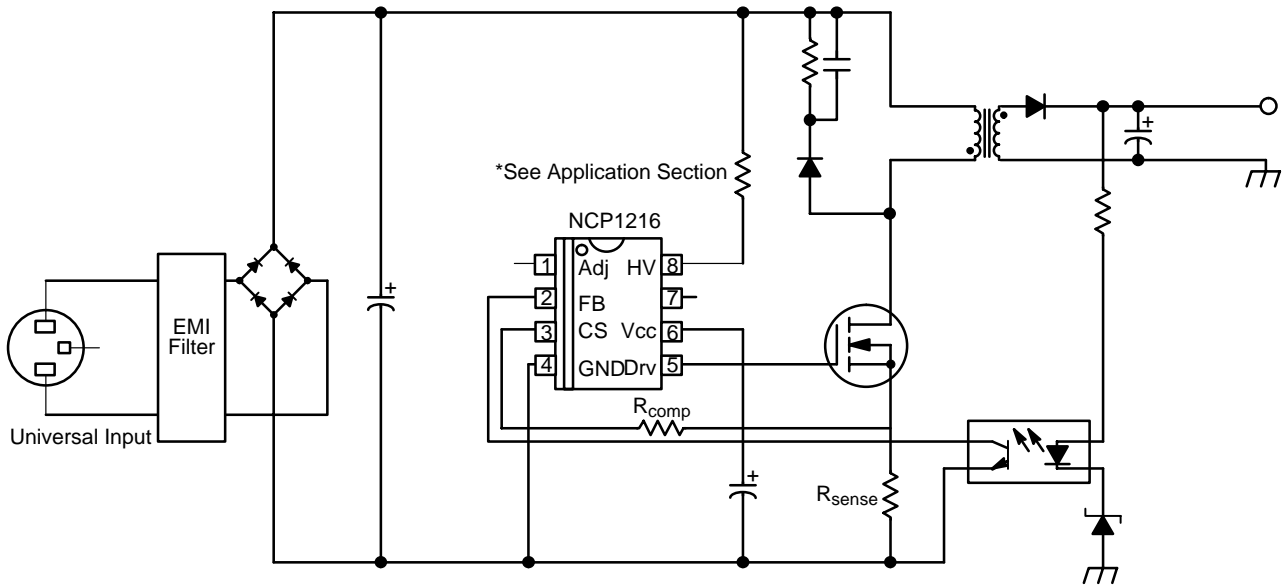 *See Application Section
NCP1216
1 Adj HV 8
2 FB 7
3 CS Vcc 6
4 GND Drv 5
EMI
Filter
Universal Input
Rcomp
Rsense
+
+
+